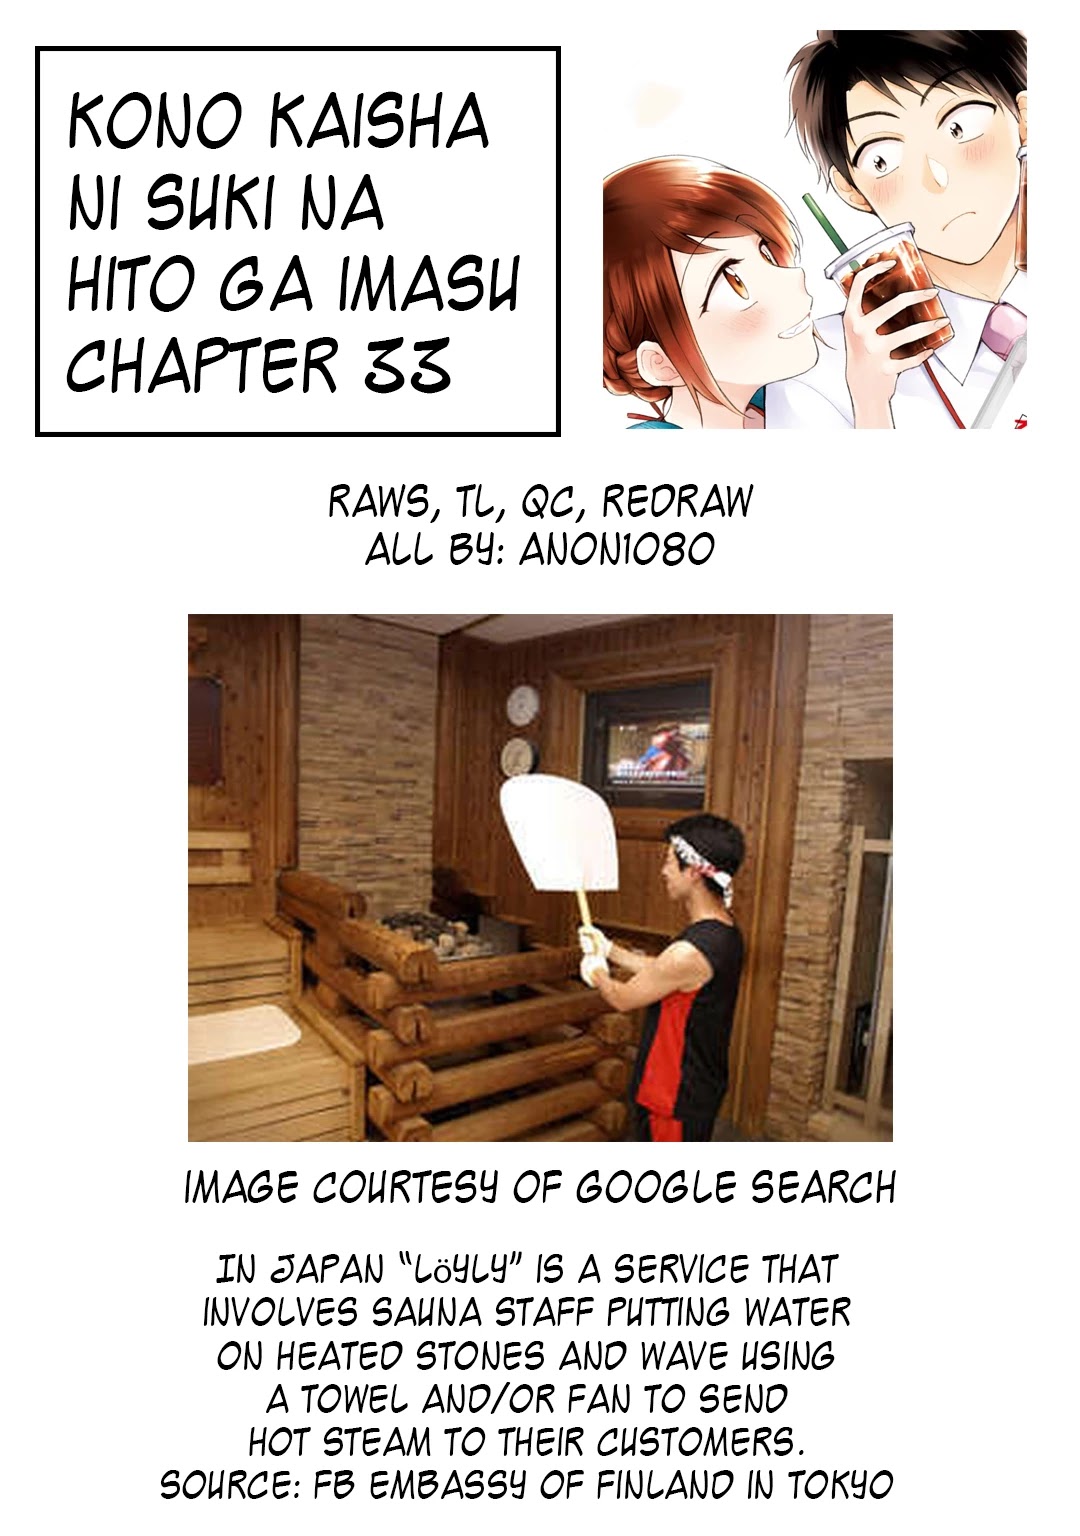 KONO KAISHA
NI SUKI NA
HITO GA IMASU
CHAPTER 33
RAWS, TL, QC, REDRAW
ALL BY: ANON1080
IMAGE COURTESY OF GOOGLE SEARCH
IN JAPAN "LöYLY" IS A SERVICE THAT
INVOLVES SAUNA STAFF PUTTING WATER
ON HEATED STONES AND WAVE USING
A TOWEL AND/OR FAN TO SEND
HOT STEAM TO THEIR CUSTOMERS.
SOURCE: FB EMBASSY OF FINLAND IN TOKYO